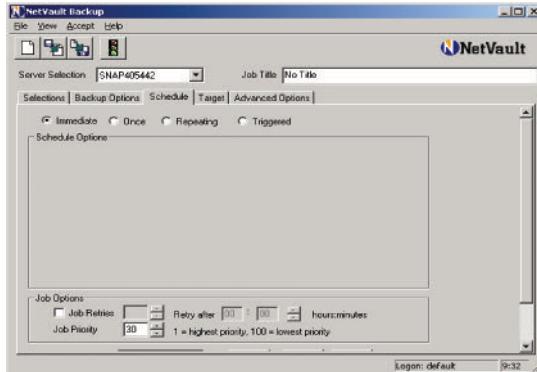 NetVault Backup
File View Accept Help
NetVault
Server Selection SNAP405442 Job Title No Title
Selections Backup Options Schedule Target Advanced Options
Immediate Once Repeating Triggered
Schedule Options
Job Options
Job Retries Retry after 00 : 00 hours:minutes
Job Priority 30 1 = highest priority, 100 = lowest priority
Logon: default 9:32